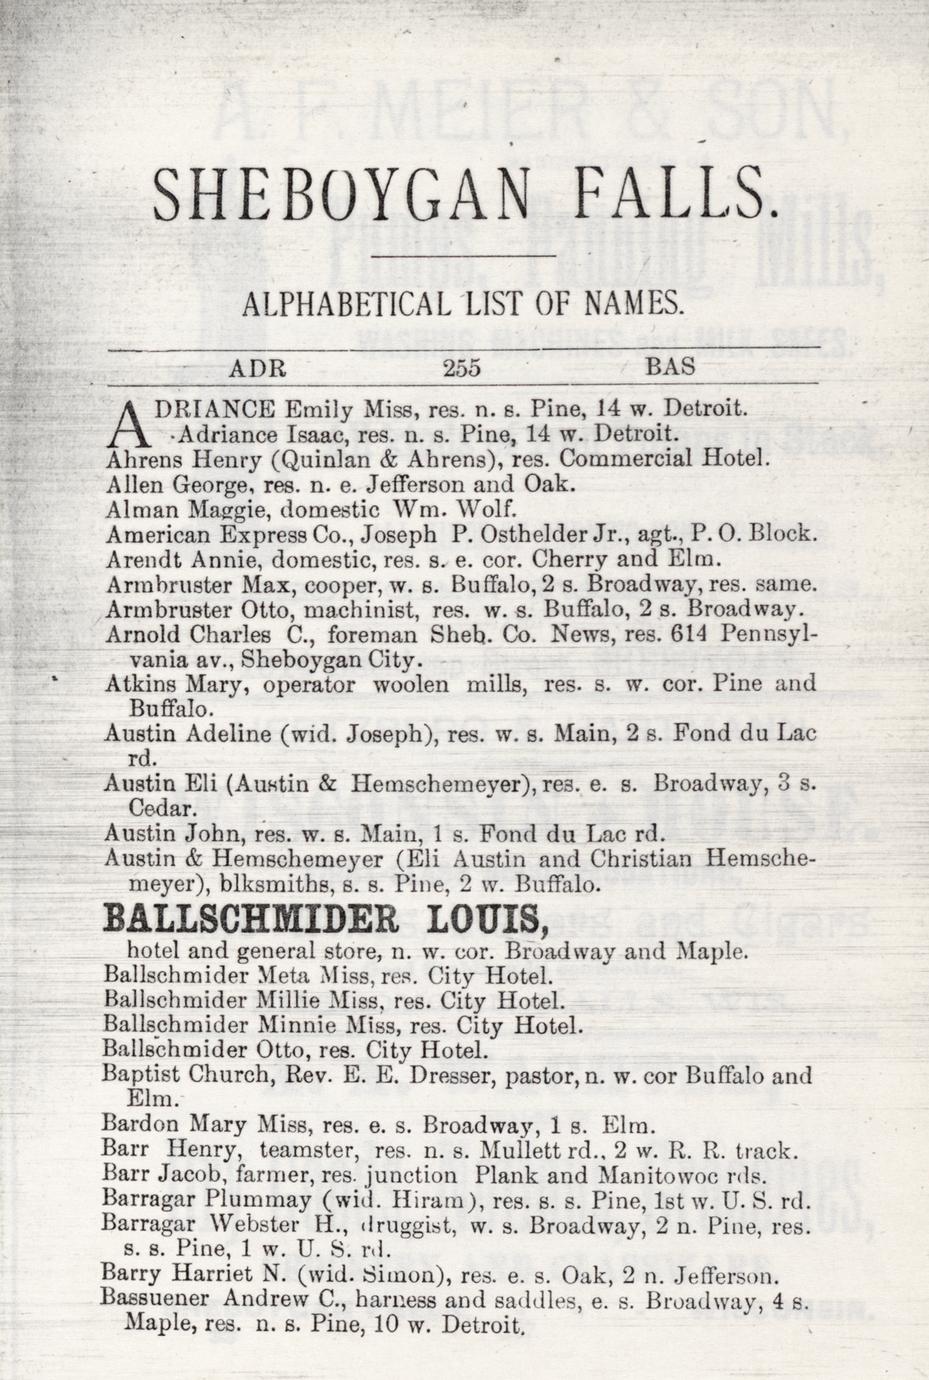 SHEBOYGAN FALLS.
ALPHABETICAL LIST OF NAMES.
ADR 255 BAS
ADRIANCE Emily Miss, res. n. s. Pine, 14 w. Detroit.
Adriance Isaac, res. n. s. Pine, 14 w. Detroit.
Ahrens Henry (Quinlan & Ahrens), res. Commercial Hotel.
Allen George, res. n. e. Jefferson and Oak.
Alman Maggie, domestic Wm. Wolf.
American Express Co., Joseph P. Osthelder Jr., agt., P. O. Block.
Arendt Annie, domestic, res. s. e. cor. Cherry and Elm.
Armbruster Max, cooper, w. s. Buffalo, 2 s. Broadway, res. same.
Armbruster Otto, machinist, res. w. s. Buffalo, 2 s. Broadway.
Arnold Charles C., foreman Sheb. Co. News, res. 614 Pennsyl-
vania av., Sheboygan City.
Atkins Mary, operator woolen mills, res. s. w. cor. Pine and
Buffalo.
Austin Adeline (wid. Joseph), res. w. s. Main, 2 s. Fond du Lac
rd.
Austin Eli (Austin & Hemschemeyer), res. e. s. Broadway, 3 s.
Cedar.
Austin John, res. w. s. Main, 1 s. Fond du Lac rd.
Austin & Hemschemeyer (Eli Austin and Christian Hemsche-
meyer), blksmiths, s. s. Pine, 2 w. Buffalo.
BALLSCHMIDER LOUIS,
hotel and general store, n. w. cor. Broadway and Maple.
Ballschmider Meta Miss, res. City Hotel.
Ballschmider Millie Miss, res. City Hotel.
Ballschmider Minnie Miss, res. City Hotel.
Ballschmider Otto, res. City Hotel.
Baptist Church, Rev. E. E. Dresser, pastor, n. w. cor Buffalo and
Elm.
Bardon Mary Miss, res. e. s. Broadway, 1 s. Elm.
Barr Henry, teamster, res. n. s. Mullett rd., 2 w. R. R. track.
Barr Jacob, farmer, res. junction Plank and Manitowoc rds.
Barragar Plummay (wid. Hiram), res. s. s. Pine, 1st w. U. S. rd.
Barragar Webster H., druggist, w. s. Broadway, 2 n. Pine, res.
s. s. Pine, 1 w. U. S. rd.
Barry Harriet N. (wid. Simon), res. e. s. Oak, 2 n. Jefferson.
Bassuener Andrew C., harness and saddles, e. s. Broadway, 4 s.
Maple, res. n. s. Pine, 10 w. Detroit.